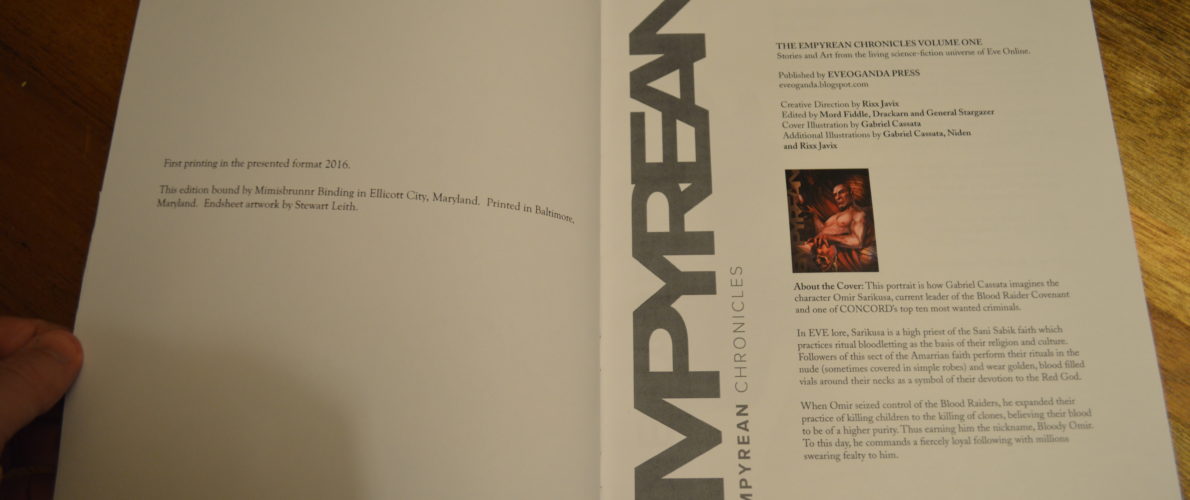 First printing in the presented format 2016.
This edition bound by Mimisbrunnr Binding in Ellicott City, Maryland. Printed in Baltimore,
Maryland. Endsheet artwork by Stewart Leith.
MPYREAN
MPYREAN CHRONICLES
THE EMPYREAN CHRONICLES VOLUME ONE
Stories and Art from the living science-fiction universe of Eve Online.
Published by EVEOGANDA PRESS
eveoganda.blogspot.com
Creative Direction by Rixx Javix
Edited by Mord Fiddle, Drackarn and General Stargazer
Cover Illustration by Gabriel Cassata
Additional Illustrations by Gabriel Cassata, Niden
and Rixx Javix
About the Cover: This portrait is how Gabriel Cassata imagines the
character Omir Sarikusa, current leader of the Blood Raider Covenant
and one of CONCORD's top ten most wanted criminals.
In EVE lore, Sarikusa is a high priest of the Sani Sabik faith which
practices ritual bloodletting as the basis of their religion and culture.
Followers of this sect of the Amarrian faith perform their rituals in the
nude (sometimes covered in simple robes) and wear golden, blood filled
vials around their necks as a symbol of their devotion to the Red God.
When Omir seized control of the Blood Raiders, he expanded their
practice of killing children to the killing of clones, believing their blood
to be of a higher purity. Thus earning him the nickname, Bloody Omir.
To this day, he commands a fiercely loyal following with millions
swearing fealty to him.